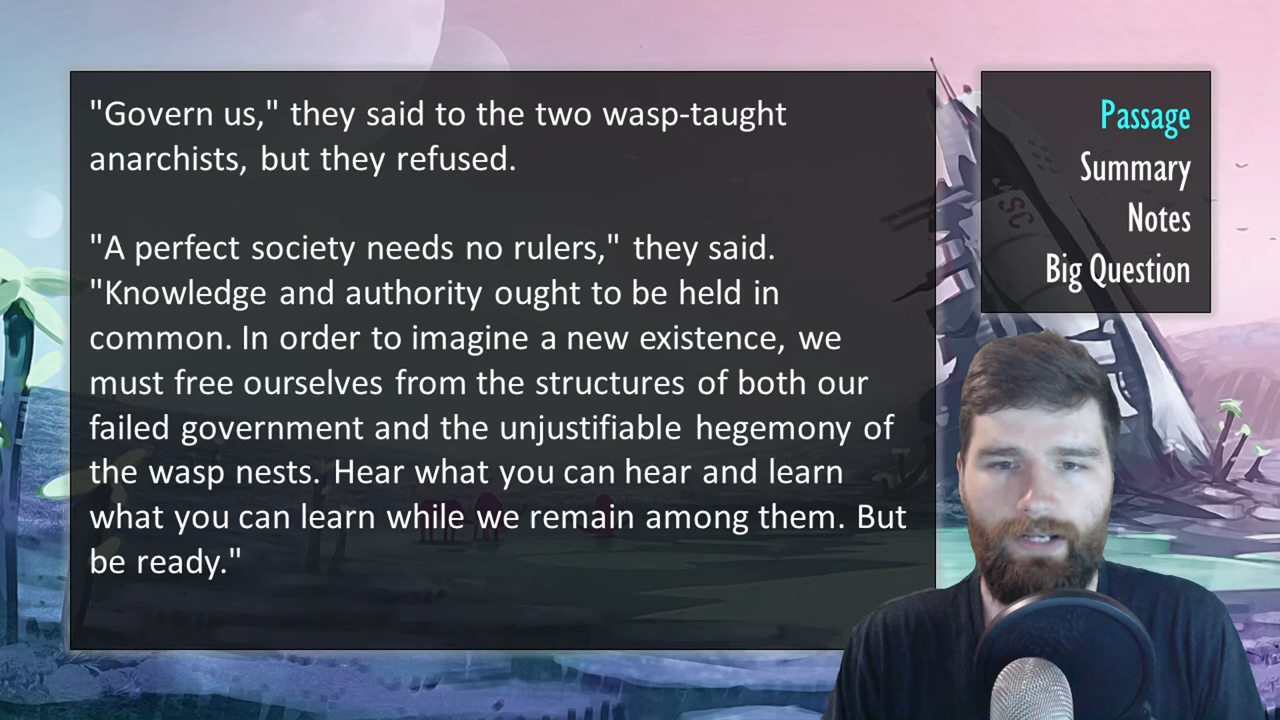 "Govern us," they said to the two wasp-taught
anarchists, but they refused.
"A perfect society needs no rulers," they said.
"Knowledge and authority ought to be held in
common. In order to imagine a new existence, we
must free ourselves from the structures of both our
failed government and the unjustifiable hegemony of
the wasp nests. Hear what you can hear and learn
what you can learn while we remain among them. But
be ready."
Passage
Summary
Notes
Big Question
SC